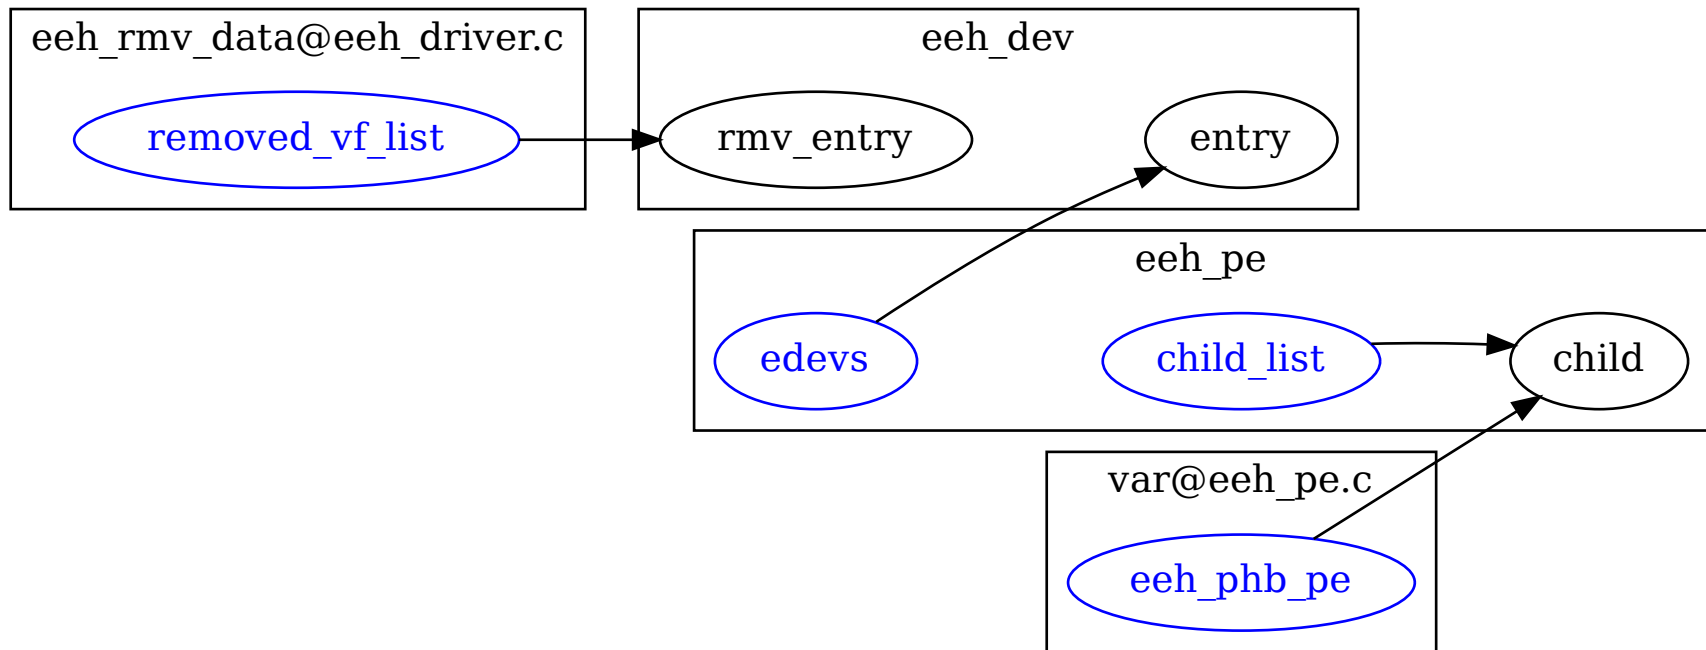 eeh_rmv_data@eeh_driver.c
removed_vf_list
eeh_dev
rmv_entry
entry
eeh_pe
edevs
child_list
child
var@eeh_pe.c
eeh_phb_pe